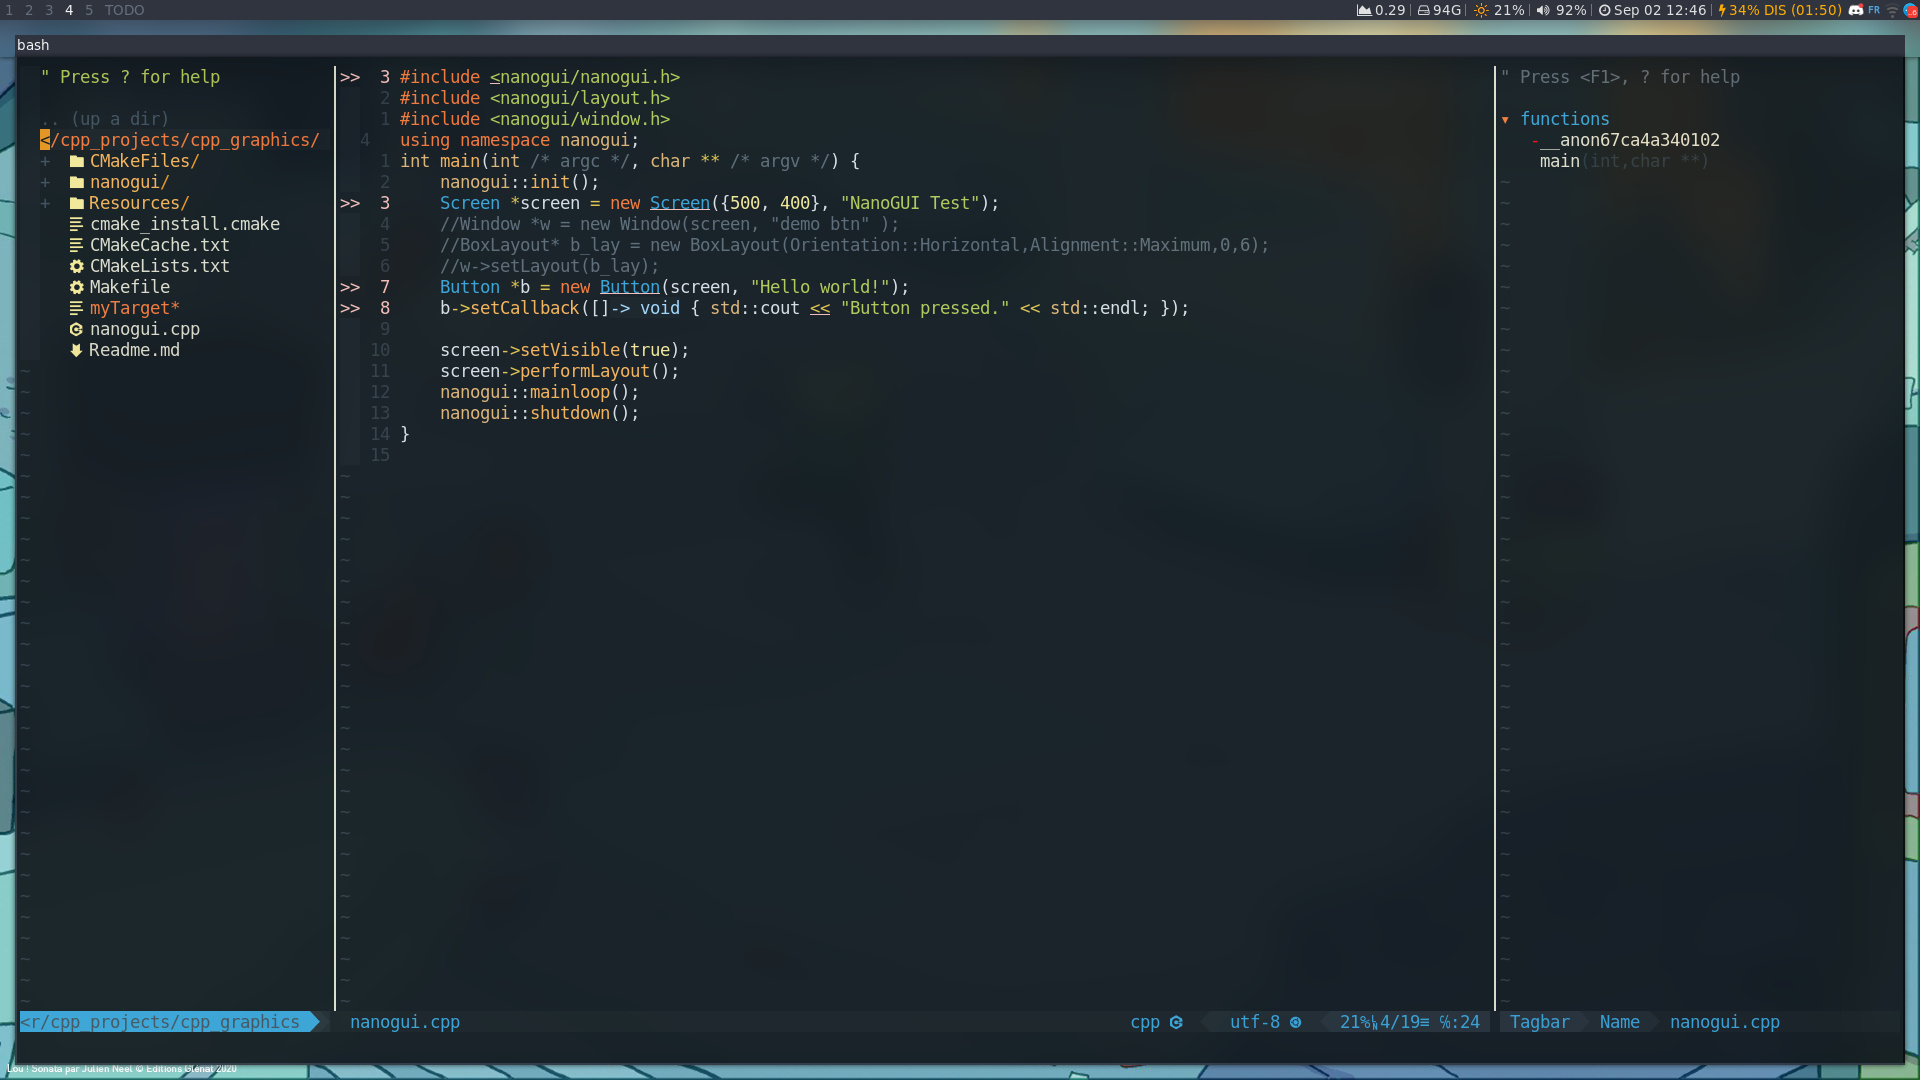 1 2 3 4 5 TODO
0.29 94G 21% 92% Sep 02 12:46 34% DIS (01:50) FR
bash
" Press ? for help
.. (up a dir)
</cpp_projects/cpp_graphics/
+ CMakeFiles/
+ nanogui/
+ Resources/
cmake_install.cmake
CMakeCache.txt
CMakeLists.txt
Makefile
myTarget*
nanogui.cpp
Readme.md
>> 3 #include <nanogui/nanogui.h>
2 #include <nanogui/layout.h>
1 #include <nanogui/window.h>
4 using namespace nanogui;
1 int main(int /* argc */, char ** /* argv */) {
2 nanogui::init();
>> 3 Screen *screen = new Screen({500, 400}, "NanoGUI Test");
4 //Window *w = new Window(screen, "demo btn" );
5 //BoxLayout* b_lay = new BoxLayout(Orientation::Horizontal,Alignment::Maximum,0,6);
6 //w->setLayout(b_lay);
>> 7 Button *b = new Button(screen, "Hello world!");
>> 8 b->setCallback([]-> void { std::cout << "Button pressed." << std::endl; });
9
10 screen->setVisible(true);
11 screen->performLayout();
12 nanogui::mainloop();
13 nanogui::shutdown();
14 }
15
" Press <F1>, ? for help
▾ functions
-__anon67ca4a340102
main(int,char **)
<r/cpp_projects/cpp_graphics nanogui.cpp cpp utf-8 21% 4/19≡ ℅:24 Tagbar Name nanogui.cpp
Lou ! Sonata par Julien Neel © Editions Glénat 2020